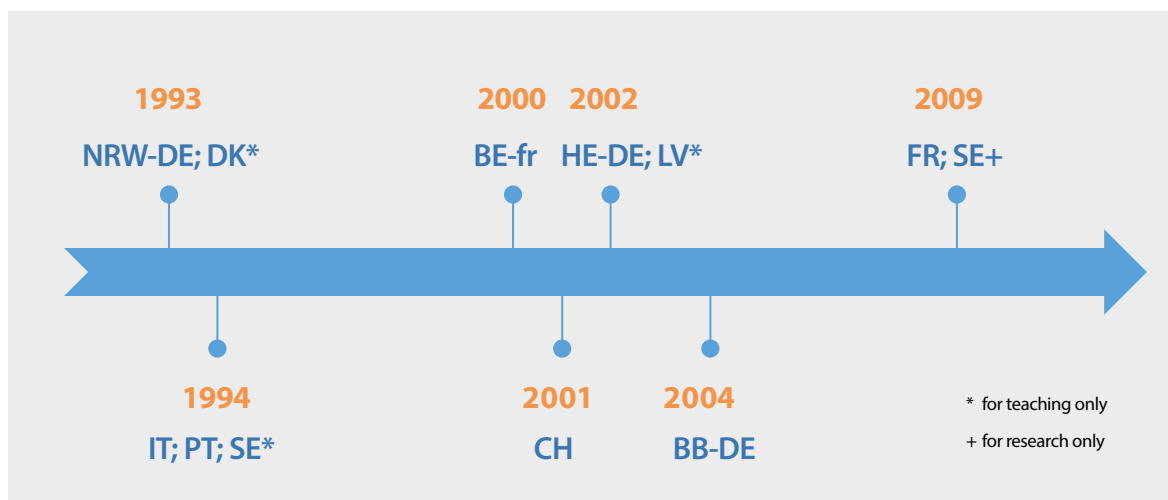 1993
NRW-DE; DK*
2000
BE-fr
2002
HE-DE; LV*
2009
FR; SE+
1994
IT; PT; SE*
2001
CH
2004
BB-DE
* for teaching only
+ for research only